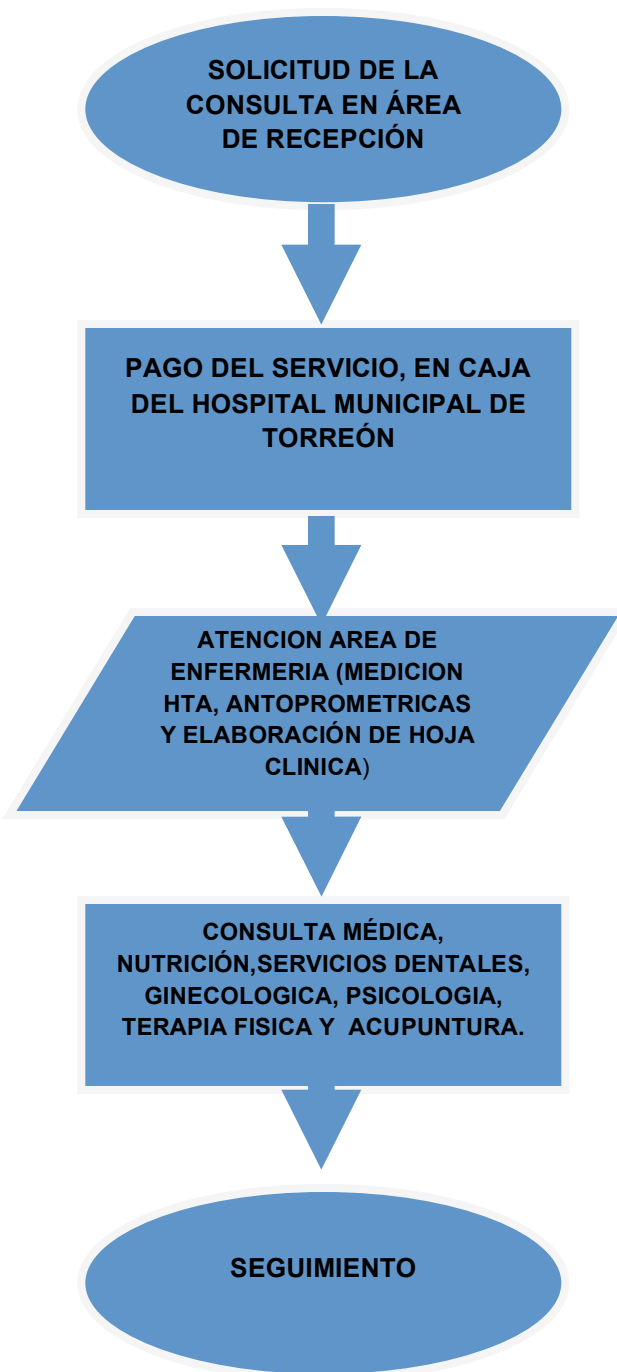 SOLICITUD DE LA
CONSULTA EN ÁREA
DE RECEPCIÓN
PAGO DEL SERVICIO, EN CAJA
DEL HOSPITAL MUNICIPAL DE
TORREÓN
ATENCION AREA DE
ENFERMERIA (MEDICION
HTA, ANTOPROMETRICAS
Y ELABORACIÓN DE HOJA
CLINICA)
CONSULTA MÉDICA,
NUTRICIÓN,SERVICIOS DENTALES,
GINECOLOGICA, PSICOLOGIA,
TERAPIA FISICA Y ACUPUNTURA.
SEGUIMIENTO